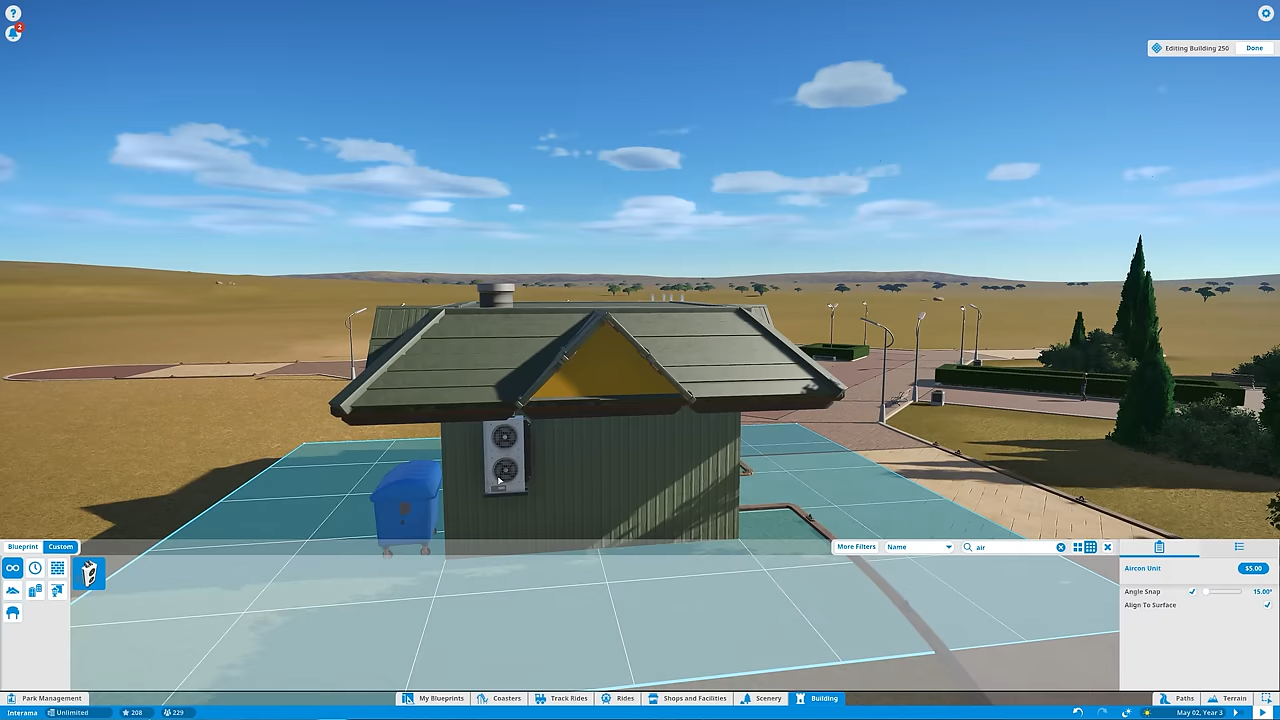 ?
2
Editing Building 250 Done
Blueprint Custom
More Filters Name air
Aircon Unit $5.00
Angle Snap 15.00°
Align To Surface
Park Management My Blueprints Coasters Track Rides Rides Shops and Facilities Scenery Building Paths Terrain
Interama Unlimited 208 229 May 02, Year 3